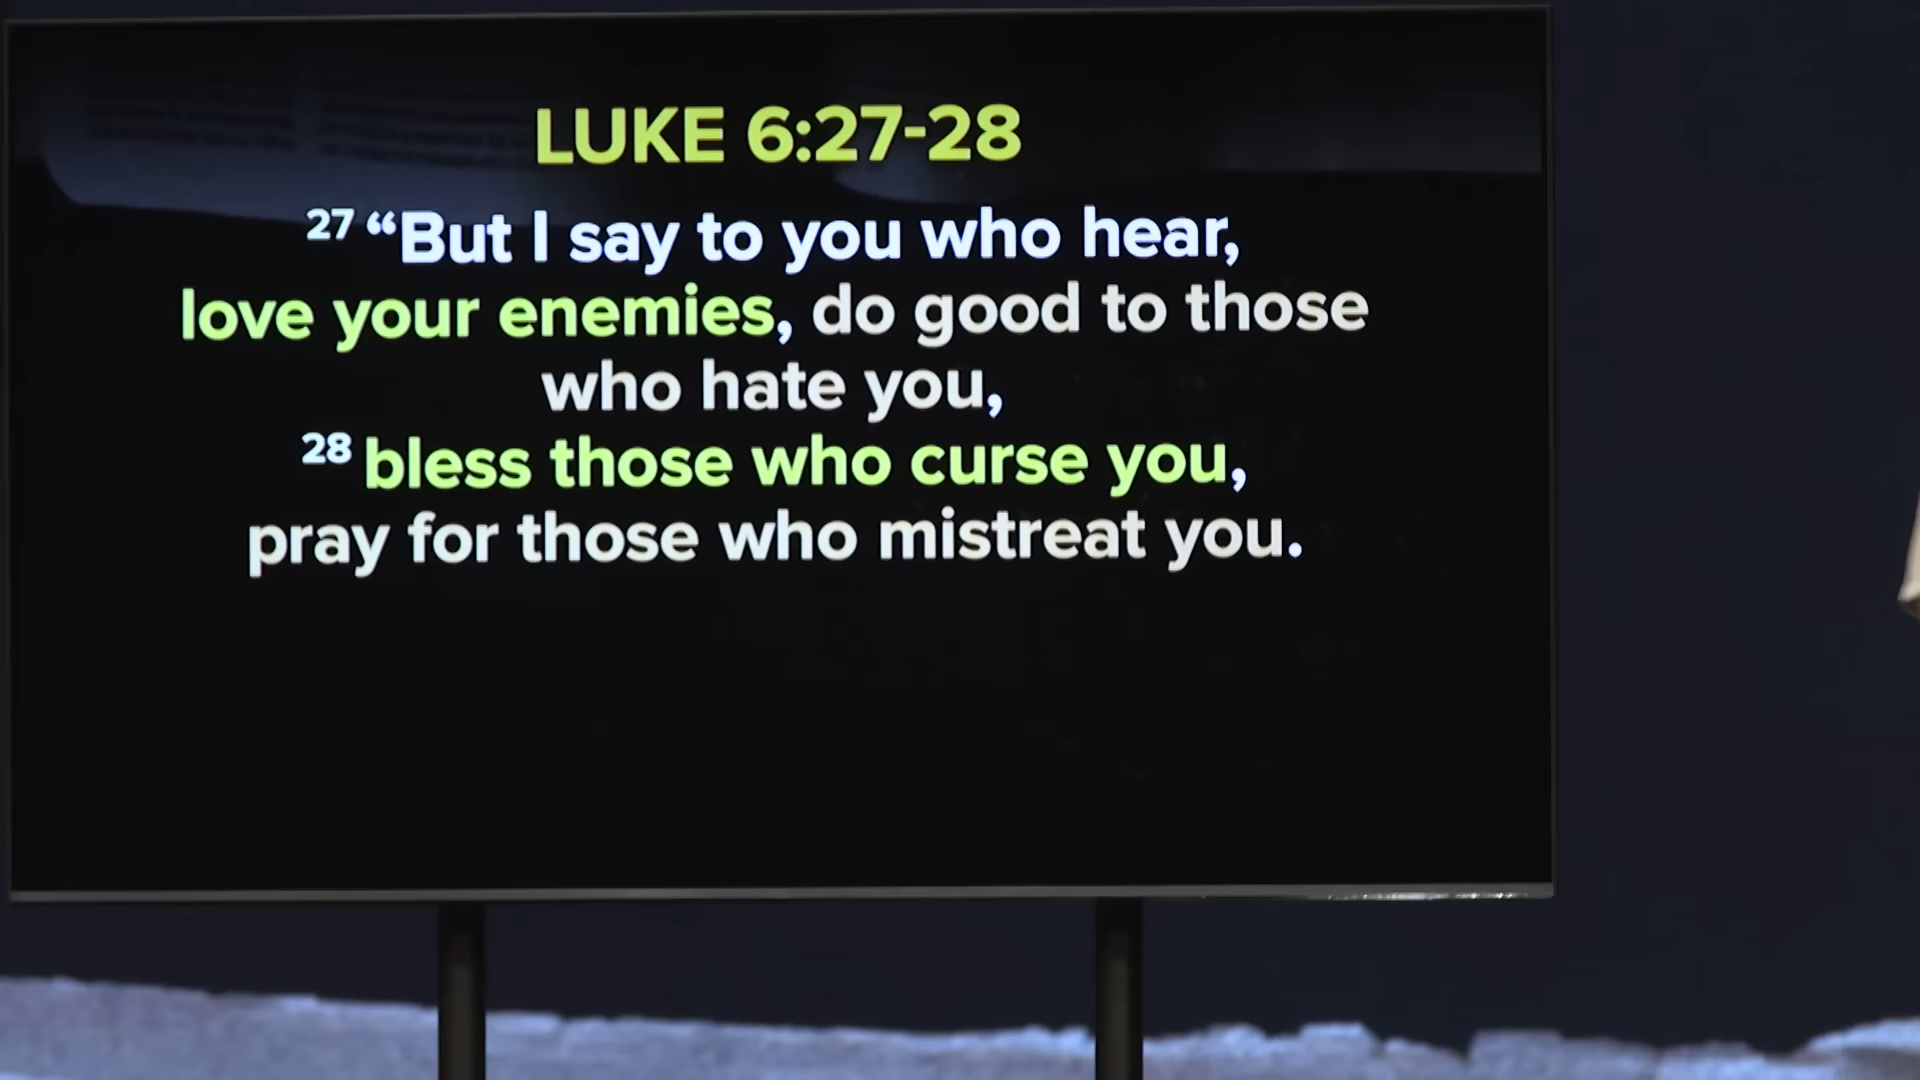 LUKE 6:27-28
27 “But I say to you who hear,
love your enemies, do good to those
who hate you,
28 bless those who curse you,
pray for those who mistreat you.